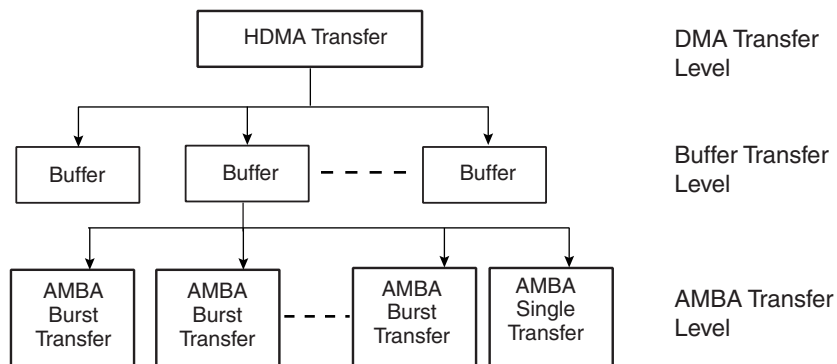 HDMA Transfer
DMA Transfer
Level
Buffer
Buffer
Buffer
Buffer Transfer
Level
AMBA
Burst
Transfer
AMBA
Burst
Transfer
AMBA
Burst
Transfer
AMBA
Single
Transfer
AMBA Transfer
Level